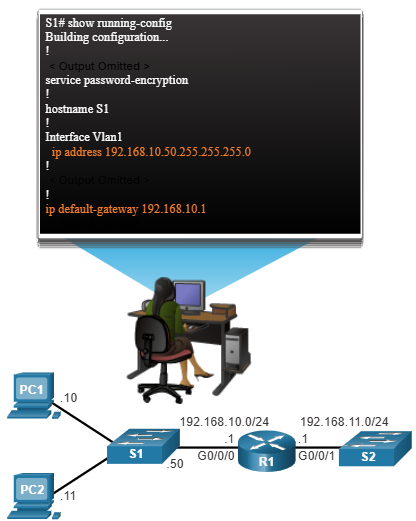 S1# show running-config
Building configuration...
!
< Output Omitted >
service password-encryption
!
hostname S1
!
Interface Vlan1
ip address 192.168.10.50.255.255.255.0
!
< Output Omitted >
!
ip default-gateway 192.168.10.1
PC1
.10
192.168.10.0/24
192.168.11.0/24
.1
.1
S1
.50
G0/0/0
R1
G0/0/1
S2
PC2
.11